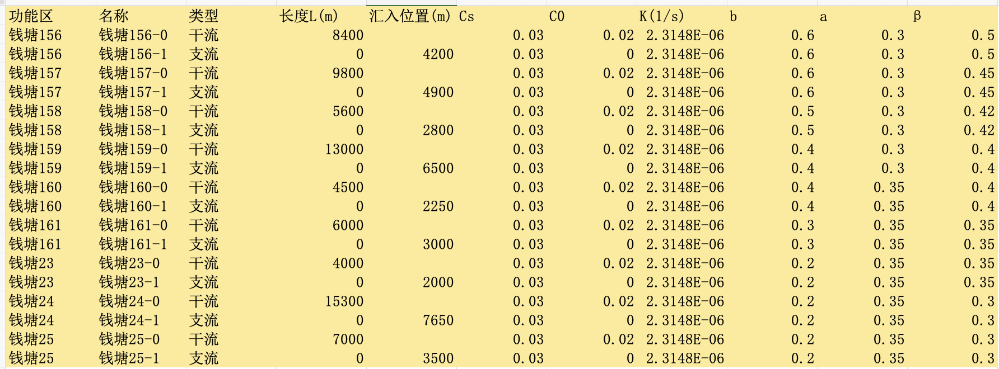 功能区 名称 类型 长度L(m) 汇入位置(m) Cs C0 K(1/s) b a β
钱塘156 钱塘156-0 干流 8400 0.03 0.02 2.3148E-06 0.6 0.3 0.5
钱塘156 钱塘156-1 支流 0 4200 0.03 0 2.3148E-06 0.6 0.3 0.5
钱塘157 钱塘157-0 干流 9800 0.03 0.02 2.3148E-06 0.6 0.3 0.45
钱塘157 钱塘157-1 支流 0 4900 0.03 0 2.3148E-06 0.6 0.3 0.45
钱塘158 钱塘158-0 干流 5600 0.03 0.02 2.3148E-06 0.5 0.3 0.42
钱塘158 钱塘158-1 支流 0 2800 0.03 0 2.3148E-06 0.5 0.3 0.42
钱塘159 钱塘159-0 干流 13000 0.03 0.02 2.3148E-06 0.4 0.3 0.4
钱塘159 钱塘159-1 支流 0 6500 0.03 0 2.3148E-06 0.4 0.3 0.4
钱塘160 钱塘160-0 干流 4500 0.03 0.02 2.3148E-06 0.4 0.35 0.4
钱塘160 钱塘160-1 支流 0 2250 0.03 0 2.3148E-06 0.4 0.35 0.4
钱塘161 钱塘161-0 干流 6000 0.03 0.02 2.3148E-06 0.3 0.35 0.35
钱塘161 钱塘161-1 支流 0 3000 0.03 0 2.3148E-06 0.3 0.35 0.35
钱塘23 钱塘23-0 干流 4000 0.03 0.02 2.3148E-06 0.2 0.35 0.35
钱塘23 钱塘23-1 支流 0 2000 0.03 0 2.3148E-06 0.2 0.35 0.35
钱塘24 钱塘24-0 干流 15300 0.03 0.02 2.3148E-06 0.2 0.35 0.3
钱塘24 钱塘24-1 支流 0 7650 0.03 0 2.3148E-06 0.2 0.35 0.3
钱塘25 钱塘25-0 干流 7000 0.03 0.02 2.3148E-06 0.2 0.35 0.3
钱塘25 钱塘25-1 支流 0 3500 0.03 0 2.3148E-06 0.2 0.35 0.3